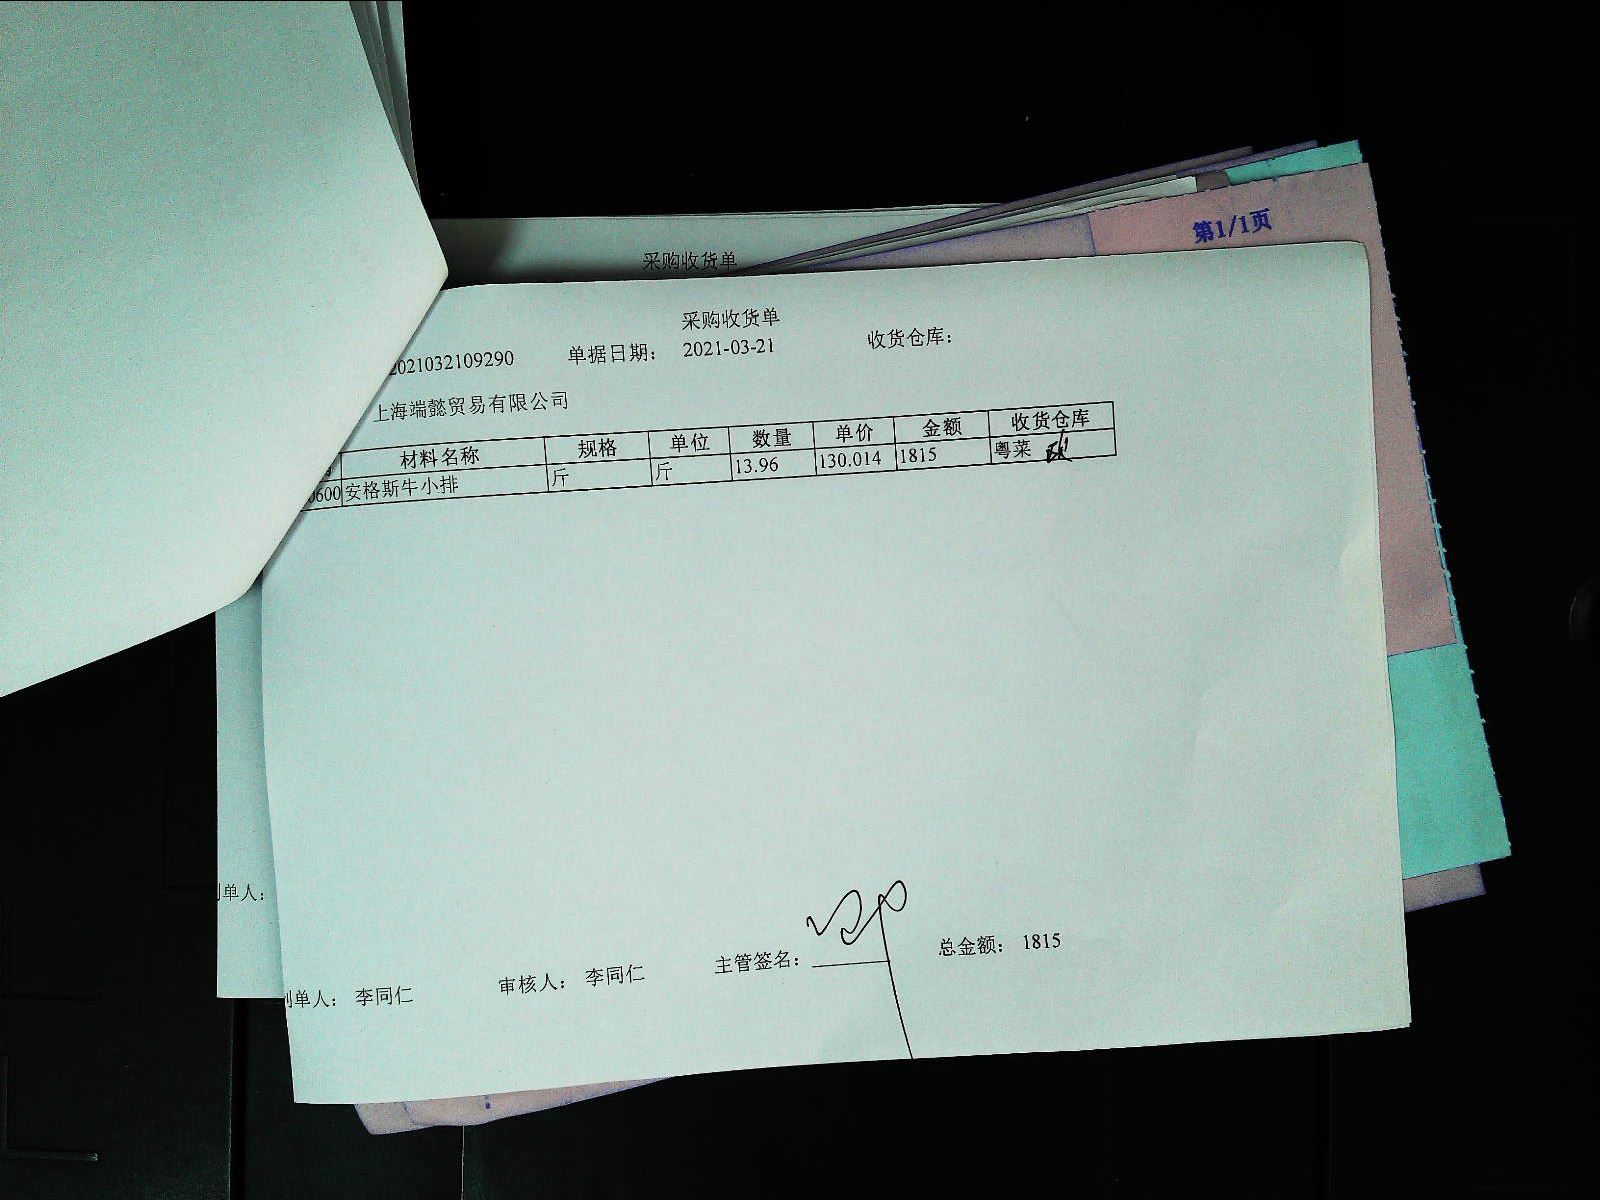 第1/1页
采购收货单
采购收货单
2021032109290 单据日期： 2021-03-21 收货仓库：
上海端懿贸易有限公司
材料名称 规格 单位 数量 单价 金额 收货仓库
0600 安格斯牛小排 斤 斤 13.96 130.014 1815 粤菜
单人：
制单人： 李同仁 审核人： 李同仁 主管签名： 总金额： 1815